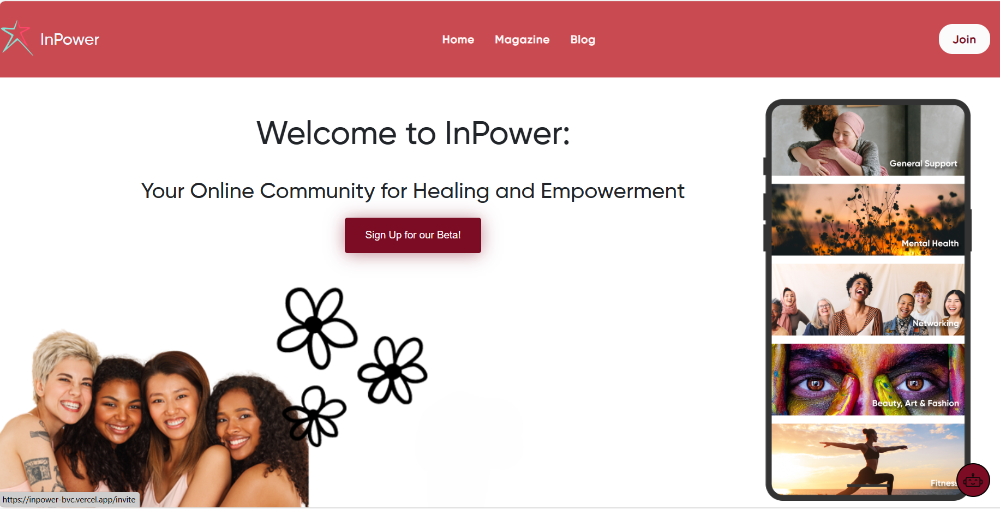 InPower
Home
Magazine
Blog
Join
Welcome to InPower:
Your Online Community for Healing and Empowerment
Sign Up for our Beta!
General Support
Mental Health
Networking
Beauty, Art & Fashion
Fitness
https://inpower-bvc.vercel.app/invite